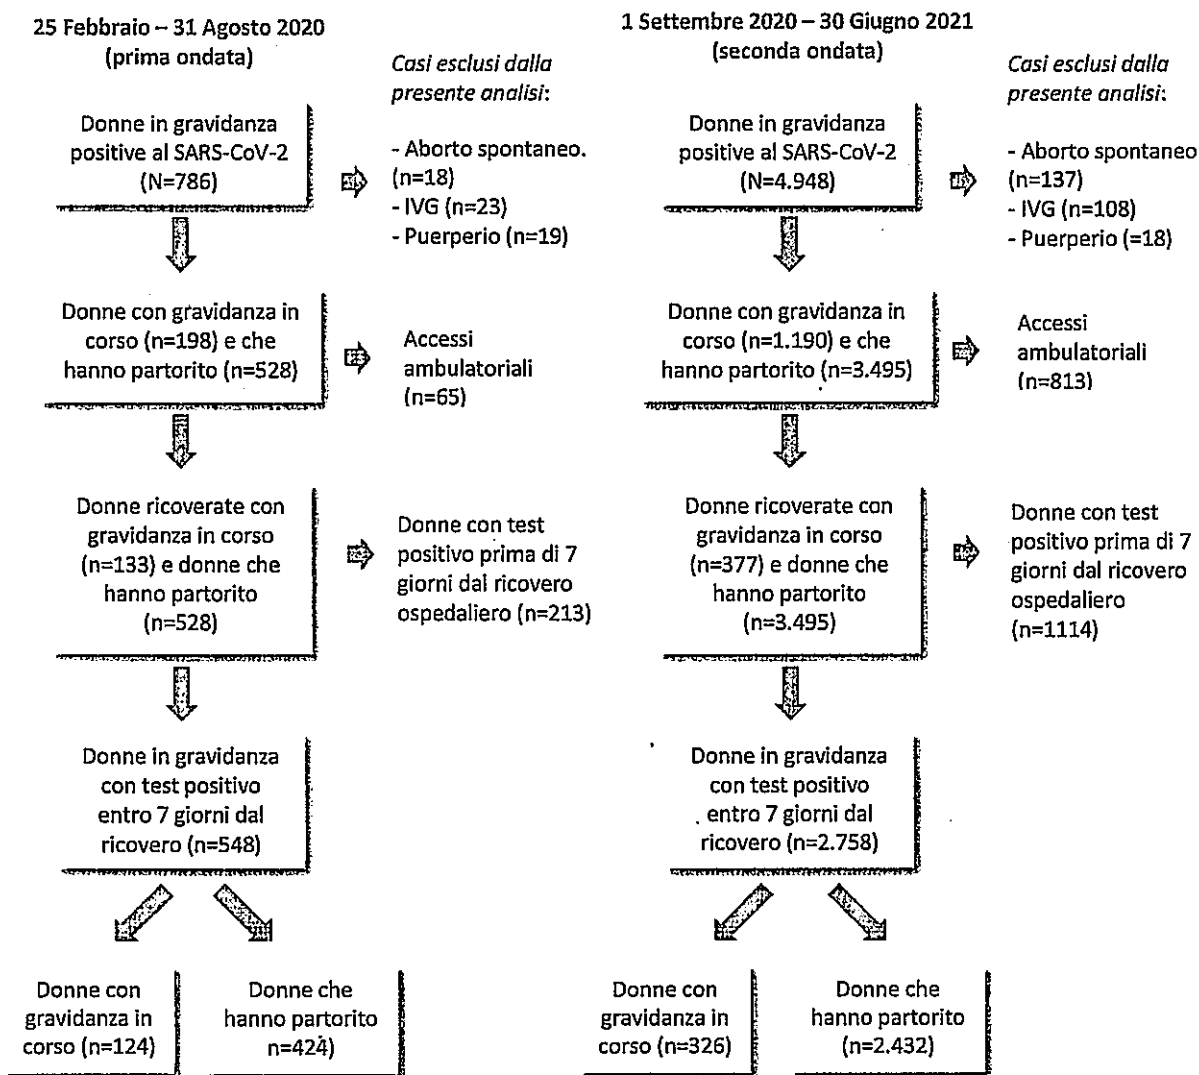 25 Febbraio – 31 Agosto 2020
(prima ondata)
Casi esclusi dalla
presente analisi:
Donne in gravidanza
positive al SARS-CoV-2
(N=786)
- Aborto spontaneo.
(n=18)
- IVG (n=23)
- Puerperio (n=19)
Donne con gravidanza in
corso (n=198) e che
hanno partorito (n=528)
Accessi
ambulatoriali
(n=65)
Donne ricoverate con
gravidanza in corso
(n=133) e donne che
hanno partorito
(n=528)
Donne con test
positivo prima di 7
giorni dal ricovero
ospedaliero (n=213)
Donne in gravidanza
con test positivo
entro 7 giorni dal
ricovero (n=548)
Donne con
gravidanza in
corso (n=124)
Donne che
hanno partorito
n=424)
1 Settembre 2020 – 30 Giugno 2021
(seconda ondata)
Casi esclusi dalla
presente analisi:
Donne in gravidanza
positive al SARS-CoV-2
(N=4.948)
- Aborto spontaneo
(n=137)
- IVG (n=108)
- Puerperio (=18)
Donne con gravidanza in
corso (n=1.190) e che
hanno partorito (n=3.495)
Accessi
ambulatoriali
(n=813)
Donne ricoverate con
gravidanza in corso
(n=377) e donne che
hanno partorito
(n=3.495)
Donne con test
positivo prima di 7
giorni dal ricovero
ospedaliero
(n=1114)
Donne in gravidanza
con test positivo
entro 7 giorni dal
ricovero (n=2.758)
Donne con
gravidanza in
corso (n=326)
Donne che
hanno partorito
(n=2.432)